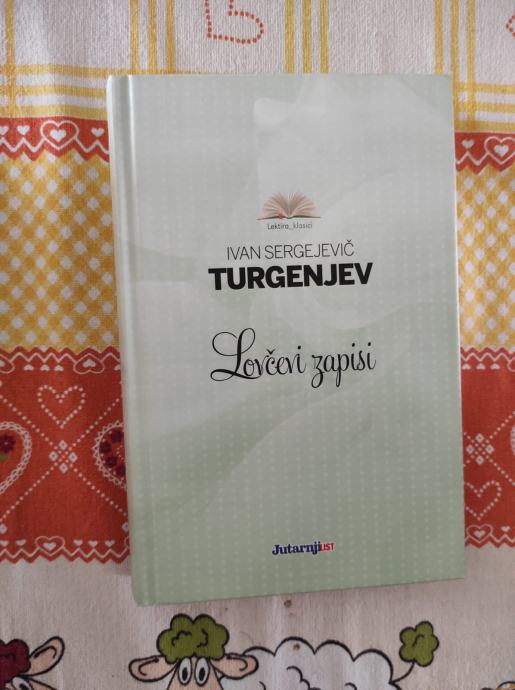 Lektira_klasici
IVAN SERGEJEVIČ
TURGENJEV
Lovčevi zapisi
Jutarnji LIST